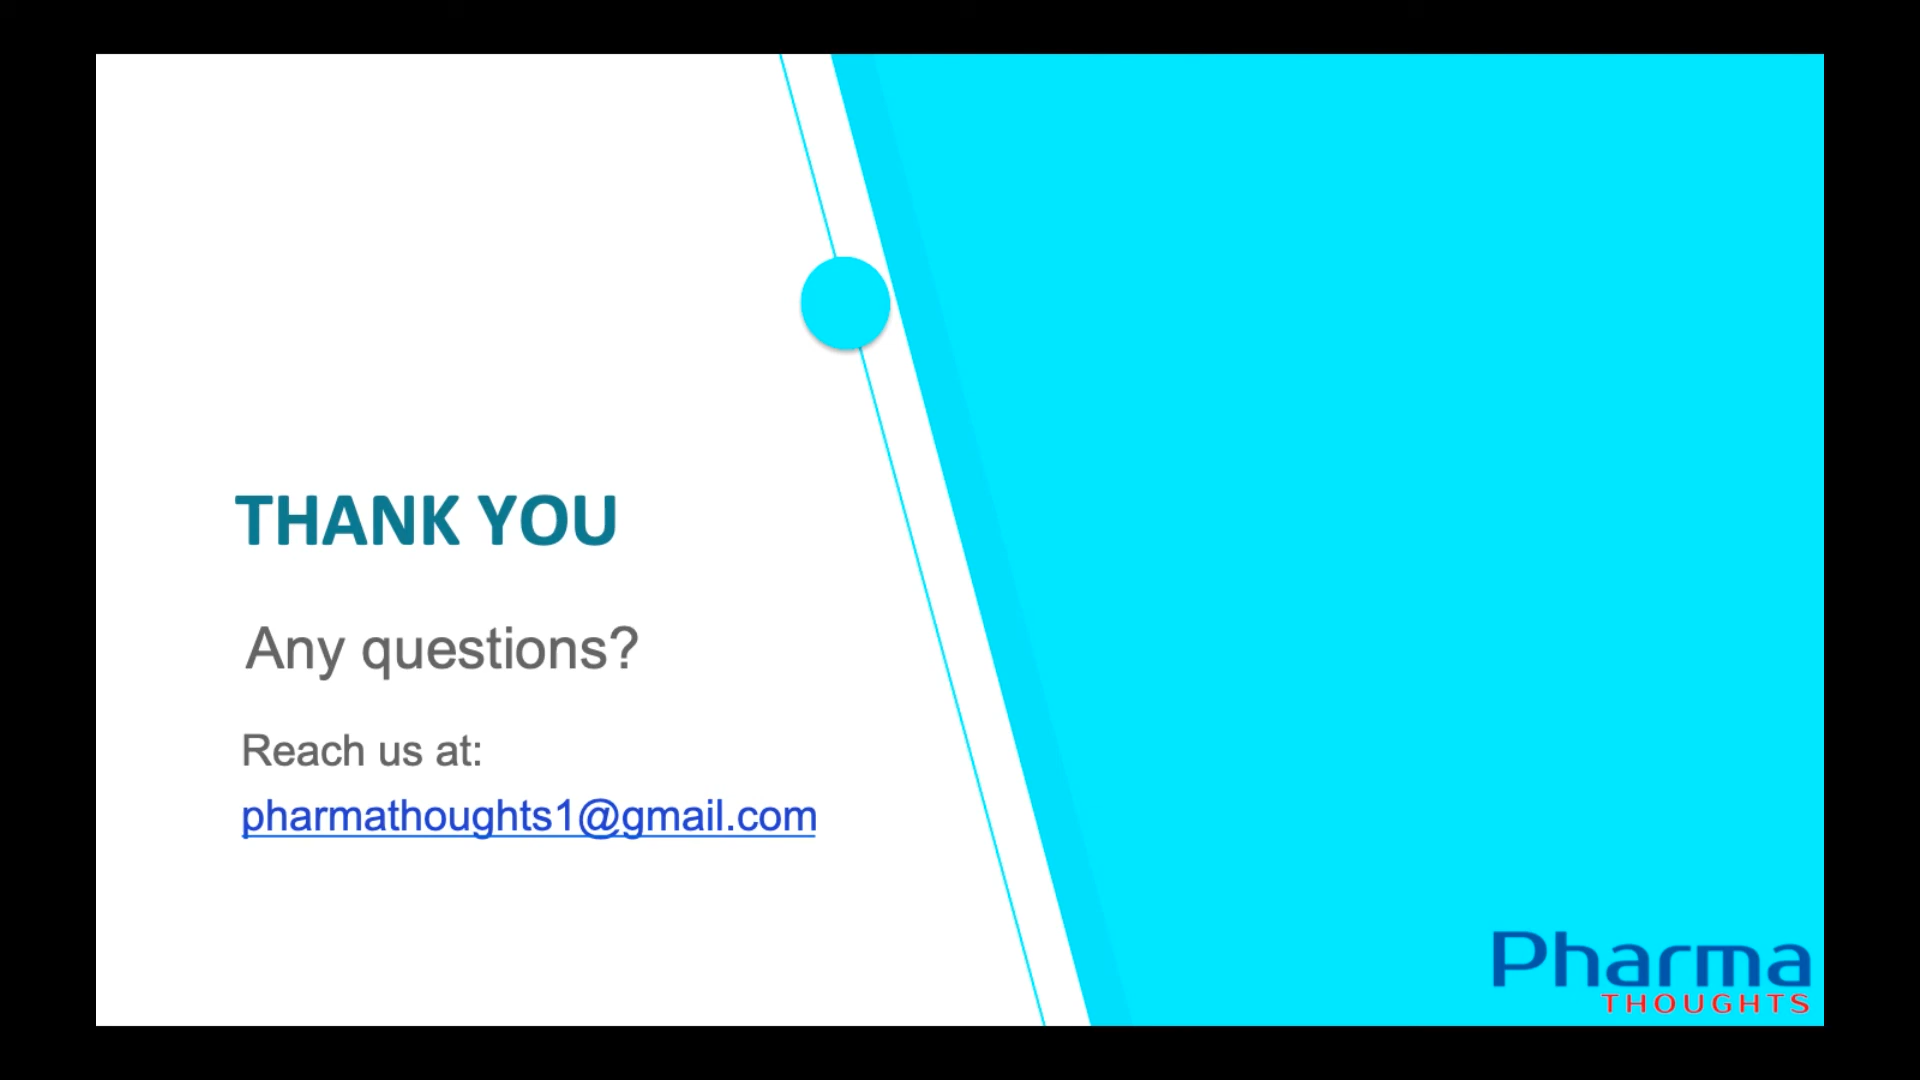 THANK YOU
Any questions?
Reach us at:
pharmathoughts1@gmail.com
Pharma
THOUGHTS